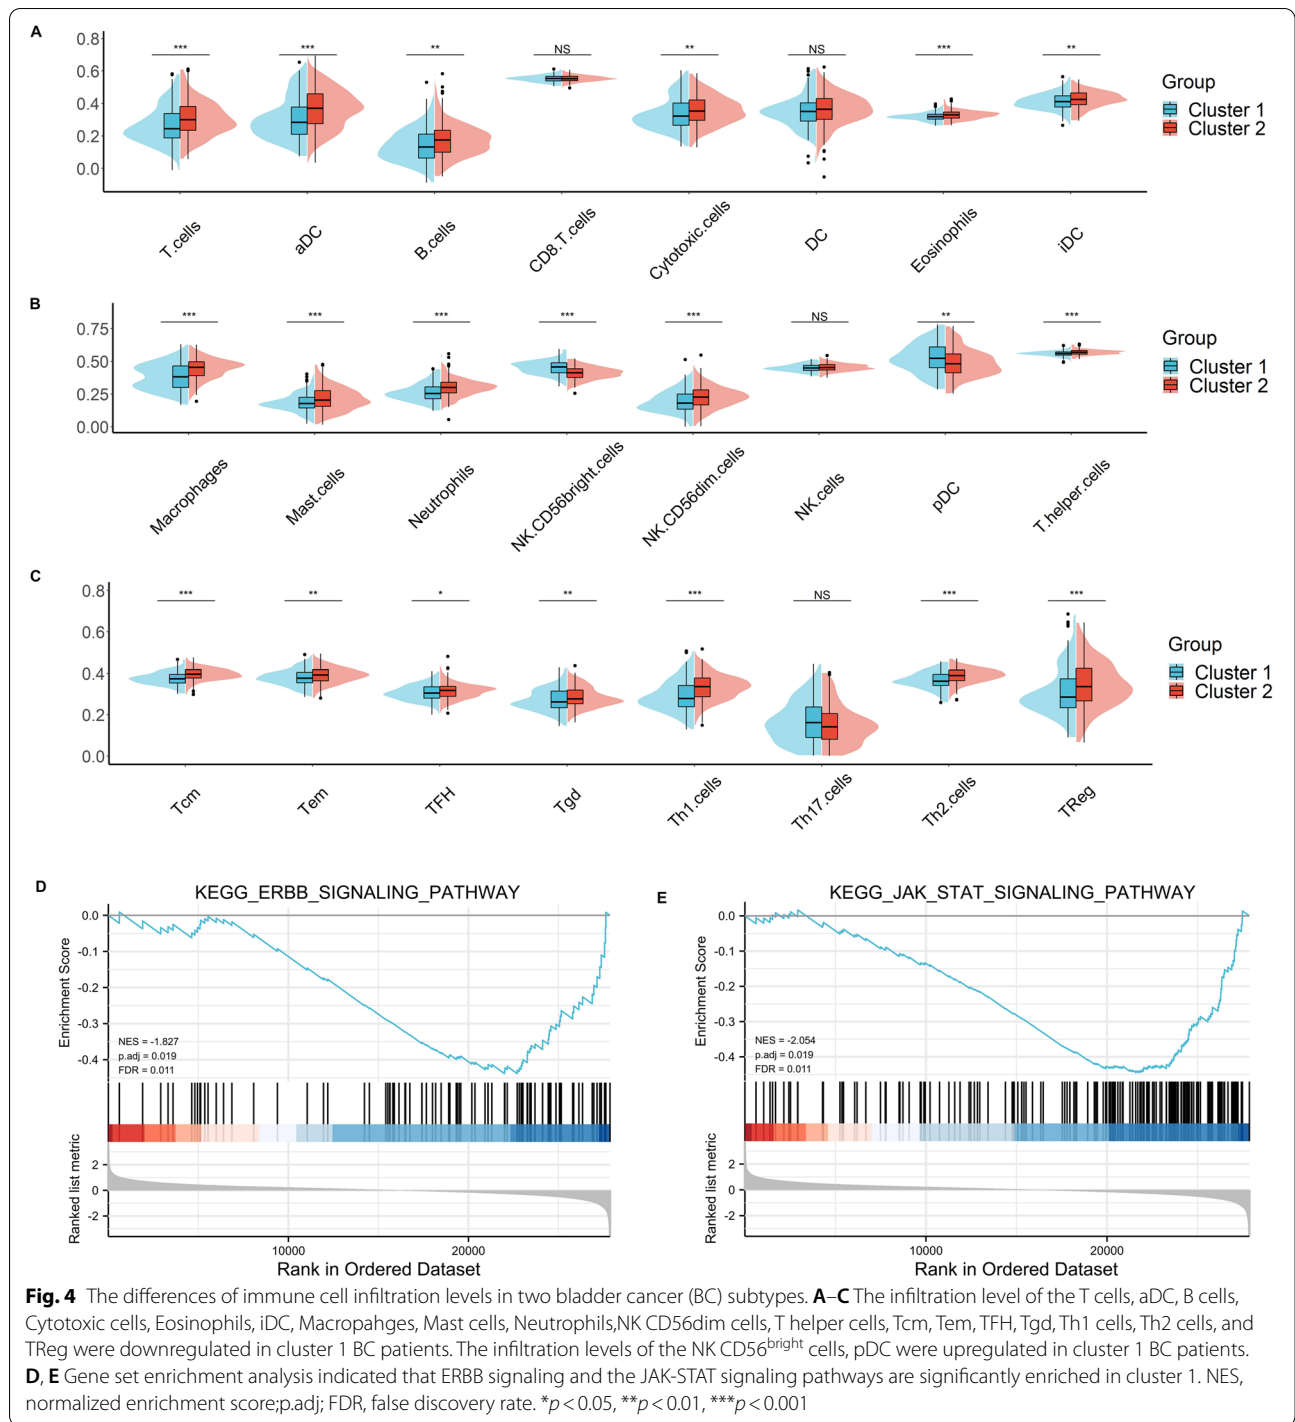 A
0.8
0.6
0.4
0.2
0.0
*** *** ** NS ** NS *** **
T.cells aDC B.cells CD8.T.cells Cytotoxic.cells DC Eosinophils iDC
Group
Cluster 1
Cluster 2
B
0.75
0.50
0.25
0.00
*** *** *** *** *** NS ** ***
Macrophages Mast.cells Neutrophils NK.CD56bright.cells NK.CD56dim.cells NK.cells pDC T.helper.cells
Group
Cluster 1
Cluster 2
C
0.8
0.6
0.4
0.2
0.0
*** ** * ** *** NS *** ***
Tcm Tem TFH Tgd Th1.cells Th17.cells Th2.cells TReg
Group
Cluster 1
Cluster 2
D
KEGG_ERBB_SIGNALING_PATHWAY
Enrichment Score
0.0
-0.1
-0.2
-0.3
-0.4
NES = -1.827
p.adj = 0.019
FDR = 0.011
Ranked list metric
2
0
-2
10000 20000
Rank in Ordered Dataset
E
KEGG_JAK_STAT_SIGNALING_PATHWAY
Enrichment Score
0.0
-0.1
-0.2
-0.3
-0.4
NES = -2.054
p.adj = 0.019
FDR = 0.011
Ranked list metric
2
0
-2
10000 20000
Rank in Ordered Dataset
Fig. 4 The differences of immune cell infiltration levels in two bladder cancer (BC) subtypes. A–C The infiltration level of the T cells, aDC, B cells,
Cytotoxic cells, Eosinophils, iDC, Macropahges, Mast cells, Neutrophils,NK CD56dim cells, T helper cells, Tcm, Tem, TFH, Tgd, Th1 cells, Th2 cells, and
TReg were downregulated in cluster 1 BC patients. The infiltration levels of the NK CD56bright cells, pDC were upregulated in cluster 1 BC patients.
D, E Gene set enrichment analysis indicated that ERBB signaling and the JAK-STAT signaling pathways are significantly enriched in cluster 1. NES,
normalized enrichment score;p.adj; FDR, false discovery rate. *p < 0.05, **p < 0.01, ***p < 0.001